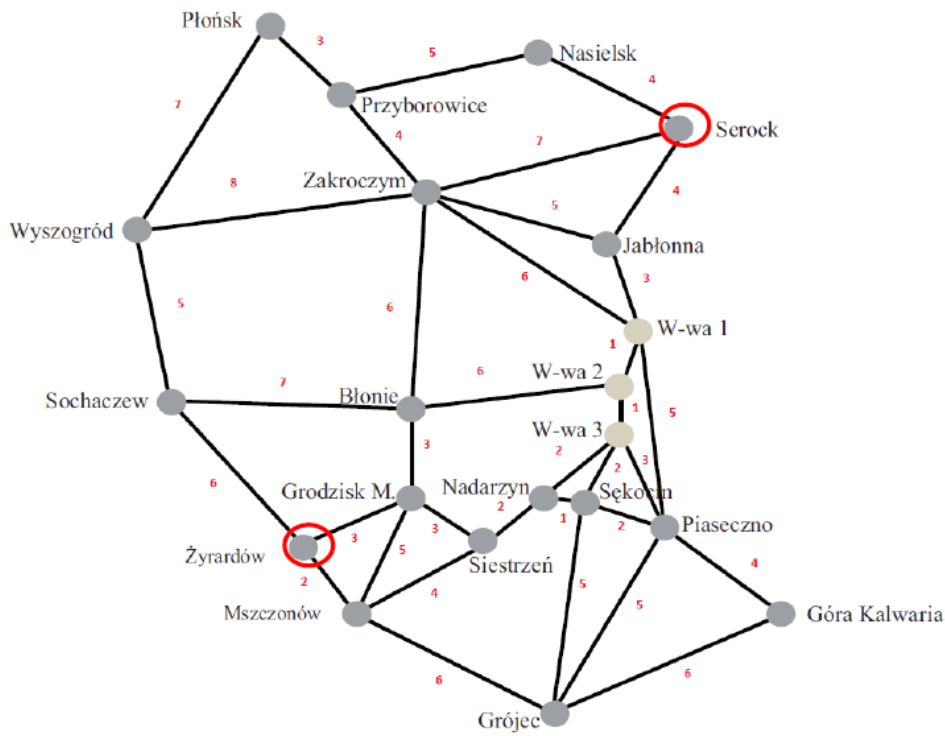 Płońsk
3
5
Nasielsk
4
Przyborowice
7
4
7
Serock
Zakroczym
8
5
4
Wyszogród
Jabłonna
6
3
5
6
W-wa 1
1
6
W-wa 2
7
Sochaczew
Błonie
1
5
W-wa 3
3
2
2
3
6
Grodzisk M.
Nadarzyn
Sękocin
2
1
2
Piaseczno
3
3
Żyrardów
5
Siestrzeń
2
4
5
5
4
Mszczonów
Góra Kalwaria
6
6
Grójec